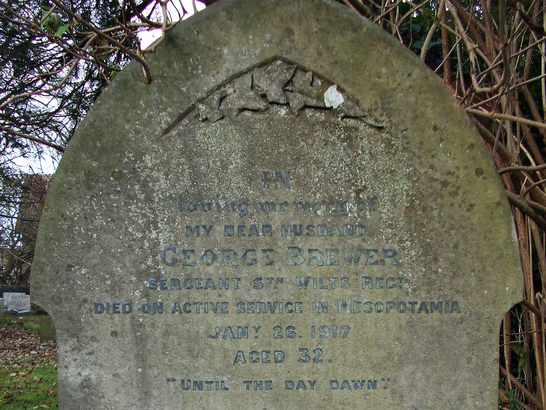 IN
loving memory of
MY DEAR HUSBAND
GEORGE BREWER
SERGEANT 5TH WILTS REGT
DIED ON ACTIVE SERVICE IN MESOPOTAMIA
JANY 26. 1917
AGED 32.
"UNTIL THE DAY DAWN".